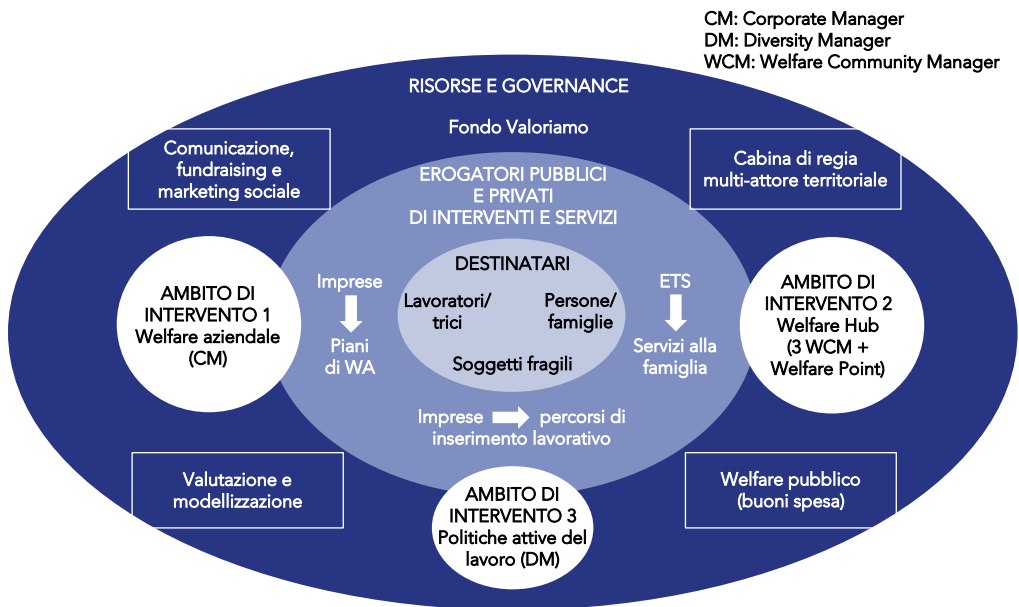 CM: Corporate Manager
DM: Diversity Manager
WCM: Welfare Community Manager
RISORSE E GOVERNANCE
Fondo Valoriamo
Comunicazione,
fundraising e
marketing sociale
Cabina di regia
multi-attore territoriale
EROGATORI PUBBLICI
E PRIVATI
DI INTERVENTI E SERVIZI
AMBITO DI
INTERVENTO 1
Welfare aziendale
(CM)
Imprese
Piani
di WA
DESTINATARI
Lavoratori/
trici
Persone/
famiglie
Soggetti fragili
ETS
Servizi alla
famiglia
AMBITO DI
INTERVENTO 2
Welfare Hub
(3 WCM +
Welfare Point)
Imprese percorsi di
inserimento lavorativo
Valutazione e
modellizzazione
AMBITO DI
INTERVENTO 3
Politiche attive del
lavoro (DM)
Welfare pubblico
(buoni spesa)